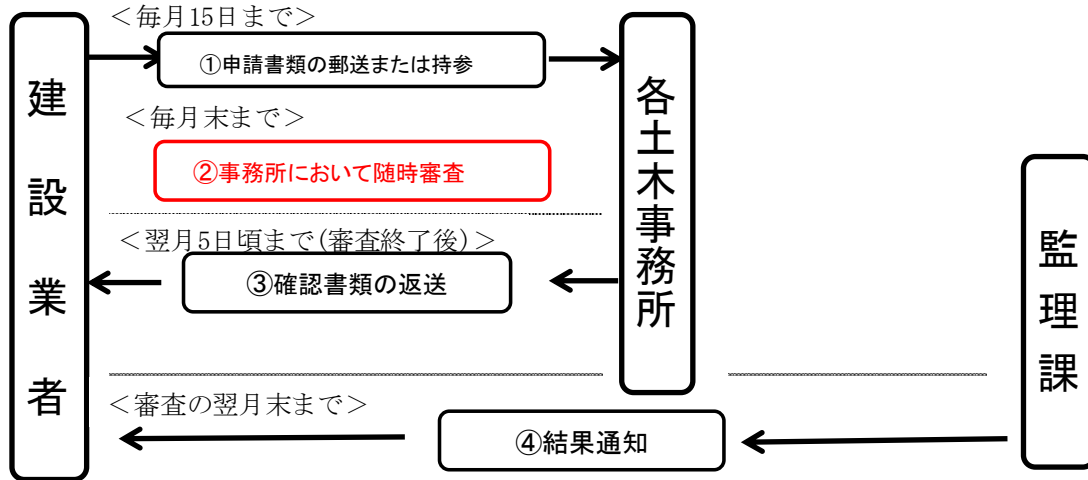 ＜毎月15日まで＞
建設業者
①申請書類の郵送または持参
各土木事務所
＜毎月末まで＞
②事務所において随時審査
監理課
＜翌月5日頃まで(審査終了後)＞
③確認書類の返送
＜審査の翌月末まで＞
④結果通知